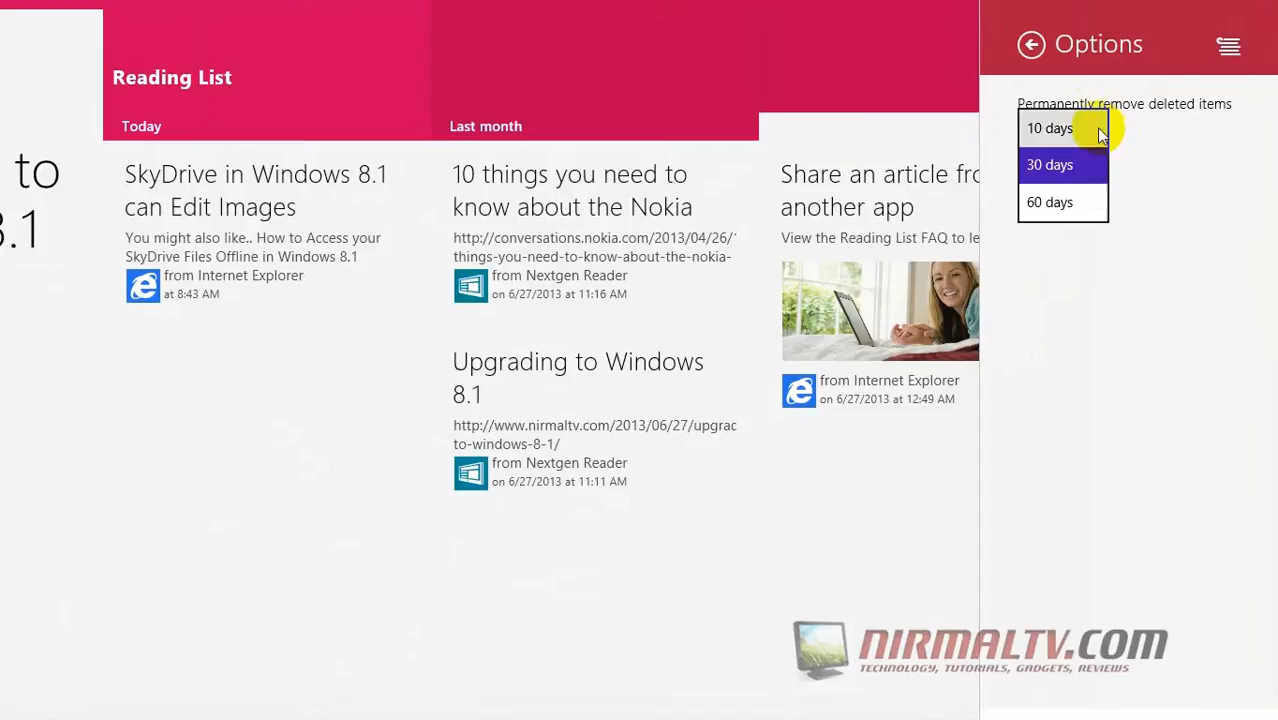 to
8.1
Reading List
Today
SkyDrive in Windows 8.1
can Edit Images
You might also like.. How to Access your
SkyDrive Files Offline in Windows 8.1
from Internet Explorer
at 8:43 AM
Last month
10 things you need to
know about the Nokia
http://conversations.nokia.com/2013/04/26/
things-you-need-to-know-about-the-nokia-
from Nextgen Reader
on 6/27/2013 at 11:16 AM
Upgrading to Windows
8.1
http://www.nirmaltv.com/2013/06/27/upgrac
to-windows-8-1/
from Nextgen Reader
on 6/27/2013 at 11:11 AM
Share an article fro
another app
View the Reading List FAQ to le
from Internet Explorer
on 6/27/2013 at 12:49 AM
Options
Permanently remove deleted items
10 days
30 days
60 days
NIRMALTV.COM
TECHNOLOGY, TUTORIALS, GADGETS, REVIEWS